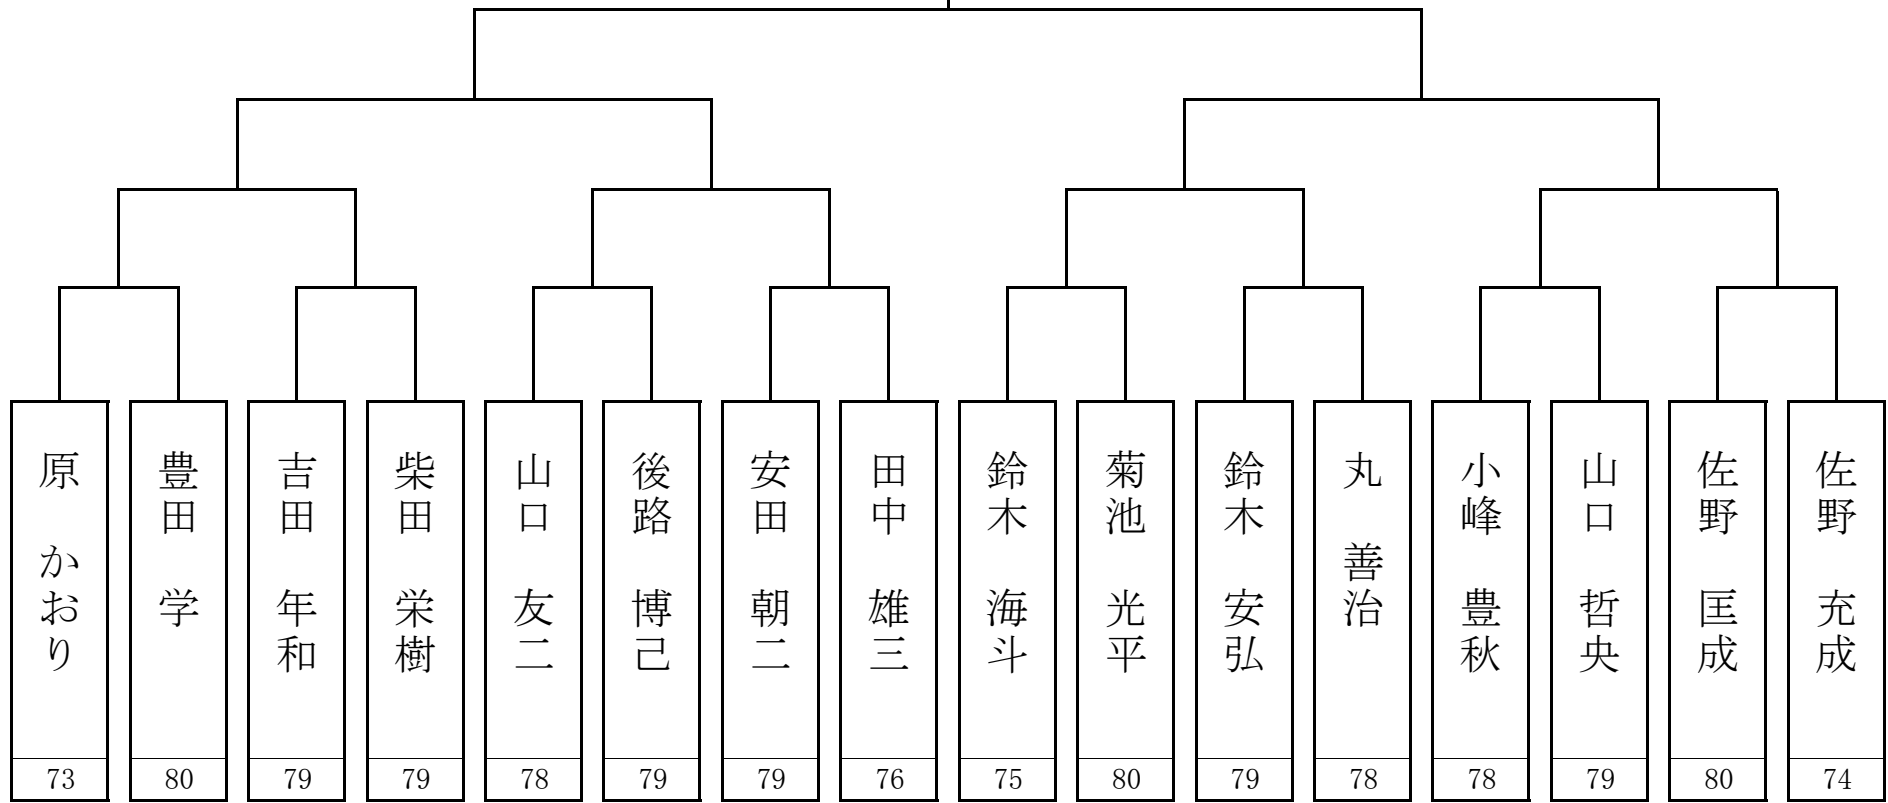 原 かおり
73
豊田 学
80
吉田 年和
79
柴田 栄樹
79
山口 友二
78
後路 博己
79
安田 朝二
79
田中 雄三
76
鈴木 海斗
75
菊池 光平
80
鈴木 安弘
79
丸 善治
78
小峰 豊秋
78
山口 哲央
79
佐野 匡成
80
佐野 充成
74